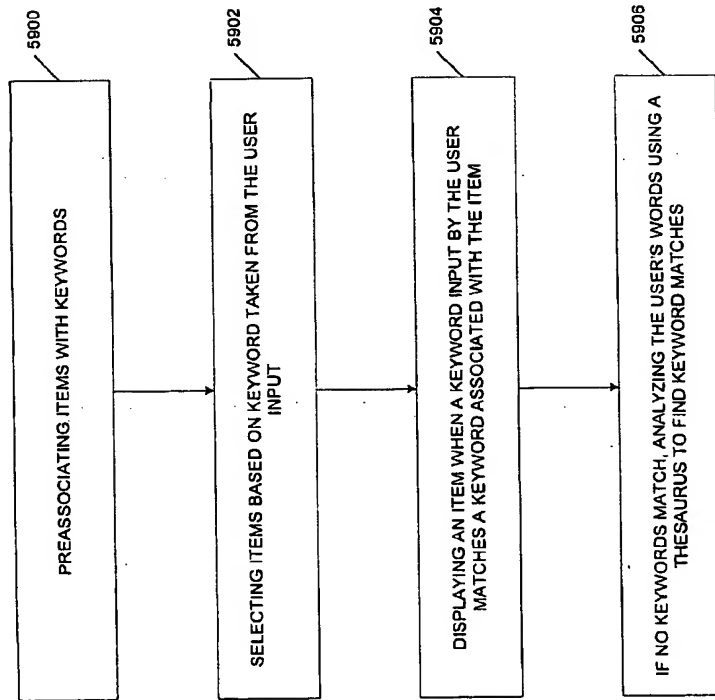 5900
PREASSOCIATING ITEMS WITH KEYWORDS
5902
SELECTING ITEMS BASED ON KEYWORD TAKEN FROM THE USER
INPUT
5904
DISPLAYING AN ITEM WHEN A KEYWORD INPUT BY THE USER
MATCHES A KEYWORD ASSOCIATED WITH THE ITEM
5906
IF NO KEYWORDS MATCH, ANALYZING THE USER'S WORDS USING A
THESAURUS TO FIND KEYWORD MATCHES